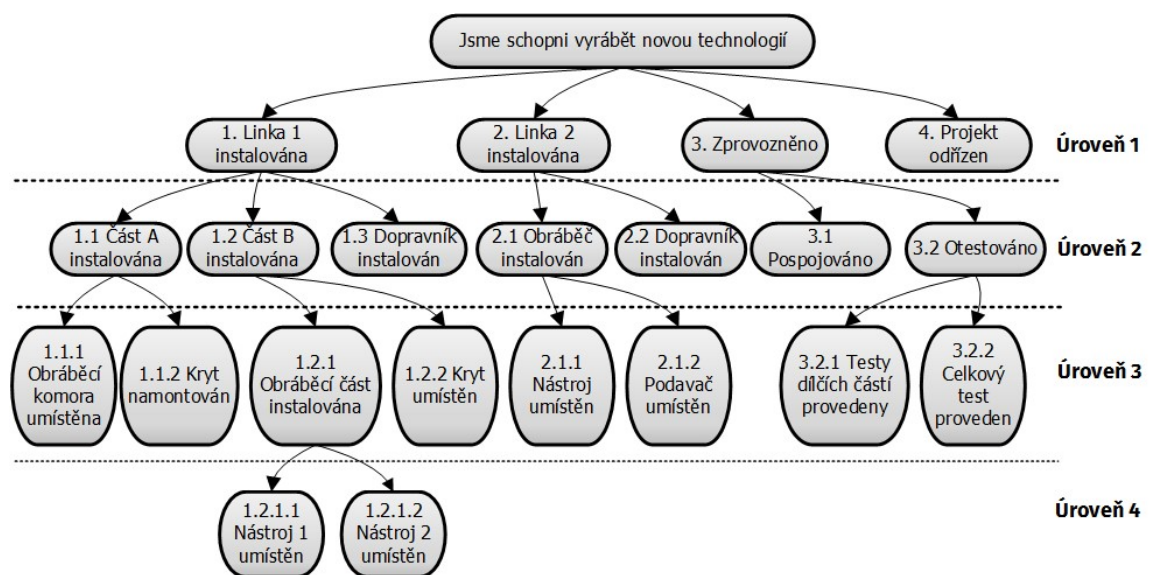 Jsme schopni vyrábět novou technologií
1. Linka 1
instalována
2. Linka 2
instalována
3. Zprovozněno
4. Projekt
odřízen
Úroveň 1
1.1 Část A
instalována
1.2 Část B
instalována
1.3 Dopravník
instalován
2.1 Obráběč
instalován
2.2 Dopravník
instalován
3.1
Pospojováno
3.2 Otestováno
Úroveň 2
1.1.1
Obráběcí
komora
umístěna
1.1.2 Kryt
namontován
1.2.1
Obráběcí část
instalována
1.2.2 Kryt
umístěn
2.1.1
Nástroj
umístěn
2.1.2
Podavač
umístěn
3.2.1 Testy
dílčích částí
provedeny
3.2.2
Celkový
test
proveden
Úroveň 3
1.2.1.1
Nástroj 1
umístěn
1.2.1.2
Nástroj 2
umístěn
Úroveň 4